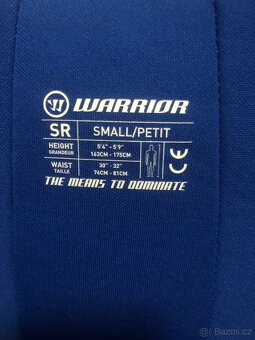 WARRIOR
SR SMALL/PETIT
HEIGHT 5'4" - 5'9"
GRANDEUR 163CM - 175CM
WAIST 30" - 32"
TAILLE 76CM - 81CM
CE
THE MEANS TO DOMINATE
Sbazar.cz